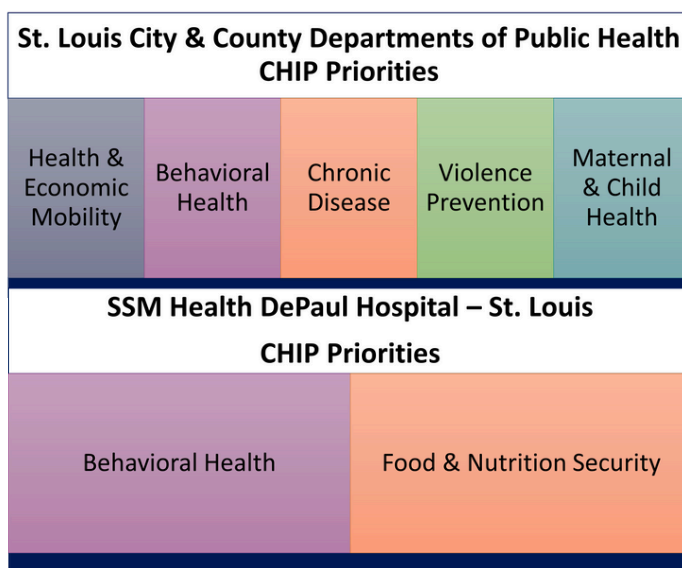 St. Louis City & County Departments of Public Health
CHIP Priorities
Health &
Economic
Mobility
Behavioral
Health
Chronic
Disease
Violence
Prevention
Maternal
& Child
Health
SSM Health DePaul Hospital – St. Louis
CHIP Priorities
Behavioral Health
Food & Nutrition Security